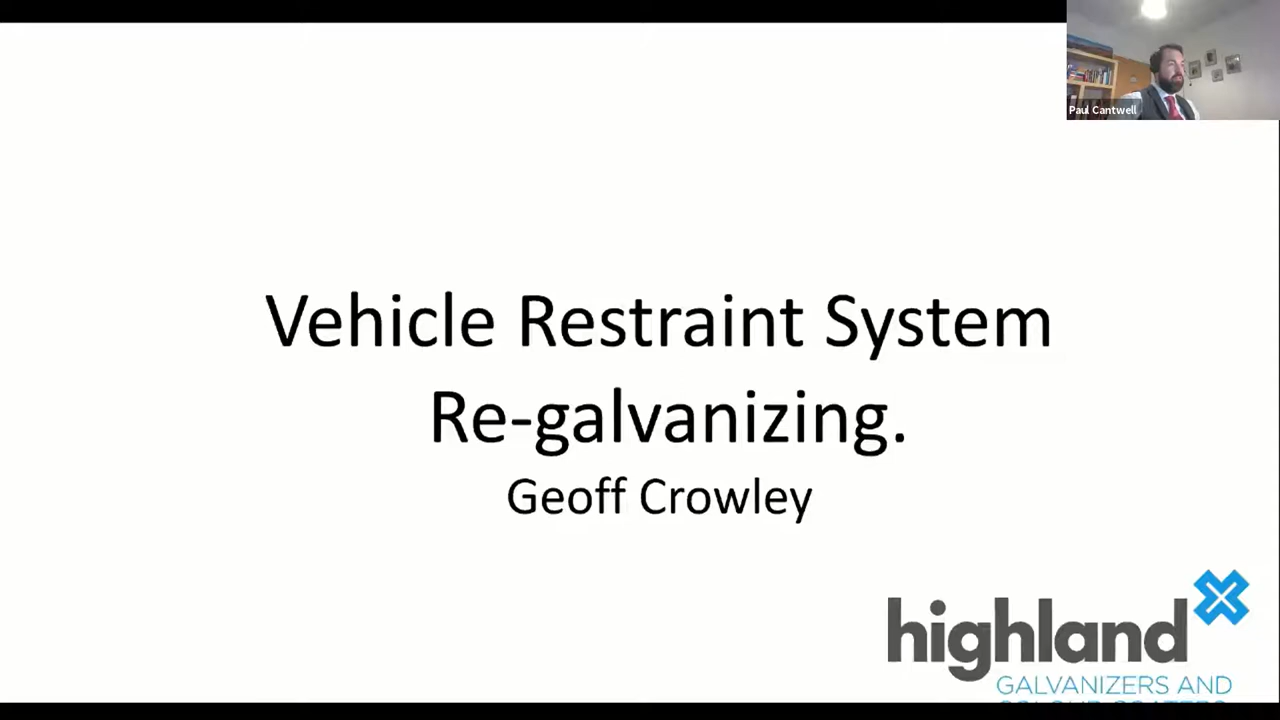 Paul Cantwell
Vehicle Restraint System
Re-galvanizing.
Geoff Crowley
highland
GALVANIZERS AND